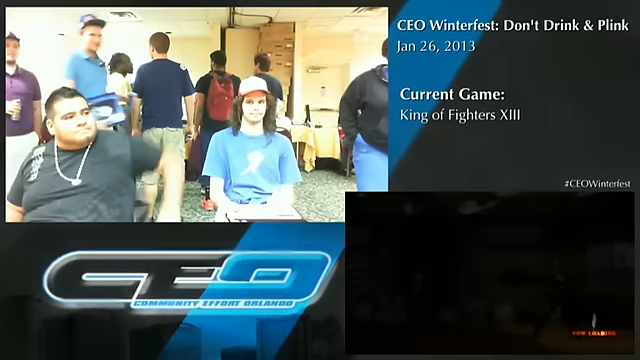 CEO Winterfest: Don't Drink & Plink
Jan 26, 2013
Current Game:
King of Fighters XIII
#CEOWinterfest
CEO
COMMUNITY EFFORT ORLANDO
NOW LOADING